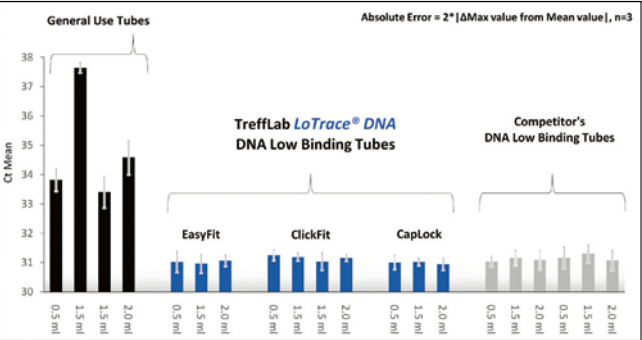 General Use Tubes
Absolute Error = 2*|ΔMax value from Mean value|, n=3
38
37
36
35
34
33
32
31
30
Ct Mean
TreffLab LoTrace® DNA
DNA Low Binding Tubes
Competitor's
DNA Low Binding Tubes
EasyFit
ClickFit
CapLock
0.5 ml
1.5 ml
1.5 ml
2.0 ml
0.5 ml
1.5 ml
2.0 ml
0.5 ml
1.5 ml
1.5 ml
2.0 ml
0.5 ml
1.5 ml
2.0 ml
0.5 ml
1.5 ml
2.0 ml
0.5 ml
1.5 ml
2.0 ml